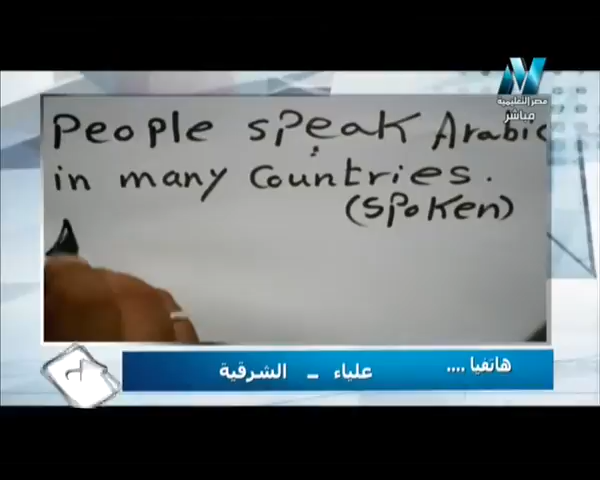 مصر التعليمية
مباشر
People speak Arabic
in many countries.
(spoken)
A
هاتفيا ....
علياء – الشرقية